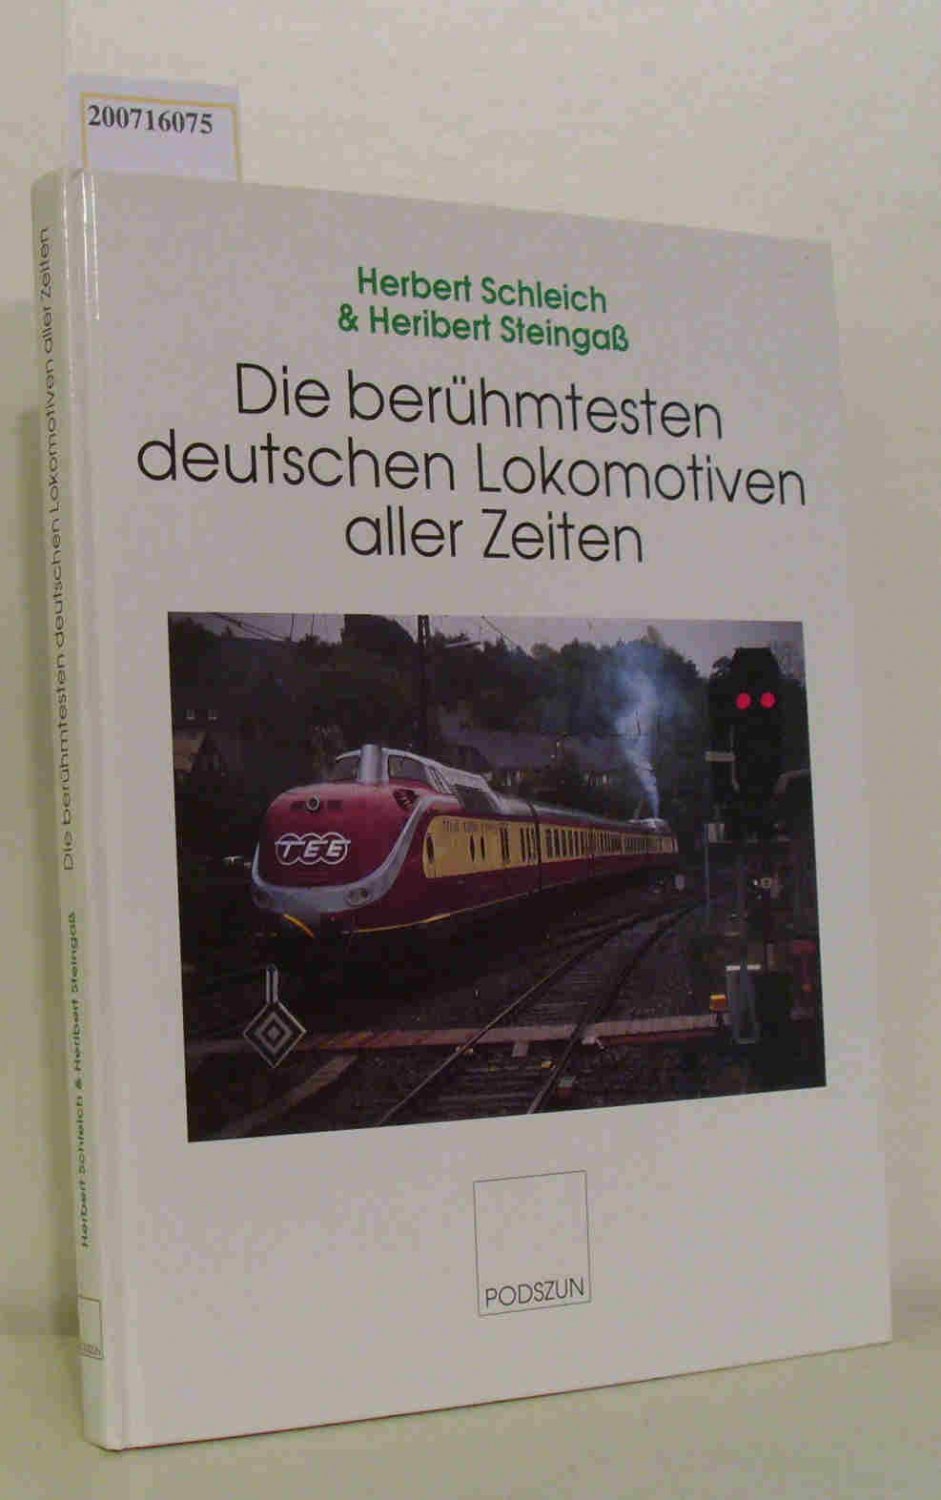 200716075
Herbert Schleich
& Heribert Steingaß
Die berühmtesten
deutschen Lokomotiven
aller Zeiten
TEE
PODSZUN
Die berühmtesten deutschen Lokomotiven aller Zeiten
Herbert Schleich & Heribert Steingaß